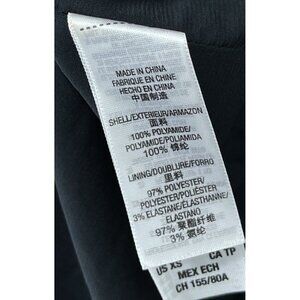 MADE IN CHINA
FABRIQUE EN CHINE
HECHO EN CHINA
中国制造
SHELL/EXTERIEUR/ARMAZON
面料
100% POLYAMIDE/
POLYAMIDE/POLIAMIDA
100% 锦纶
LINING/DOUBLURE/FORRO
里料
97% POLYESTER/
POLYESTER/POLIÉSTER
3% ELASTANE/ÉLASTHANNE/
ELASTANO
97% 聚酯纤维
3% 氨纶
US XS CA TP
MEX ECH
CH 155/80A